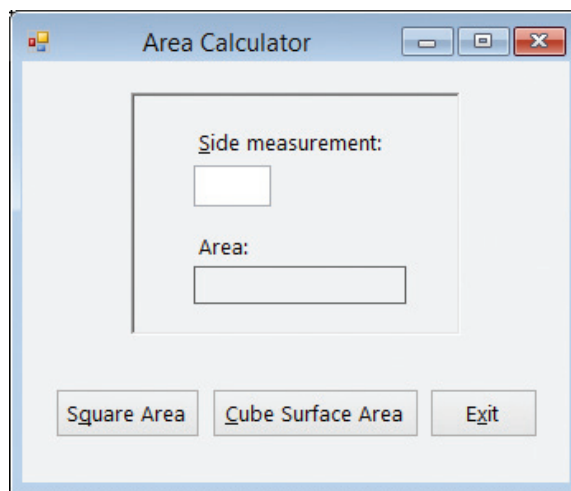 Area Calculator
Side measurement:
Area:
Square Area
Cube Surface Area
Exit